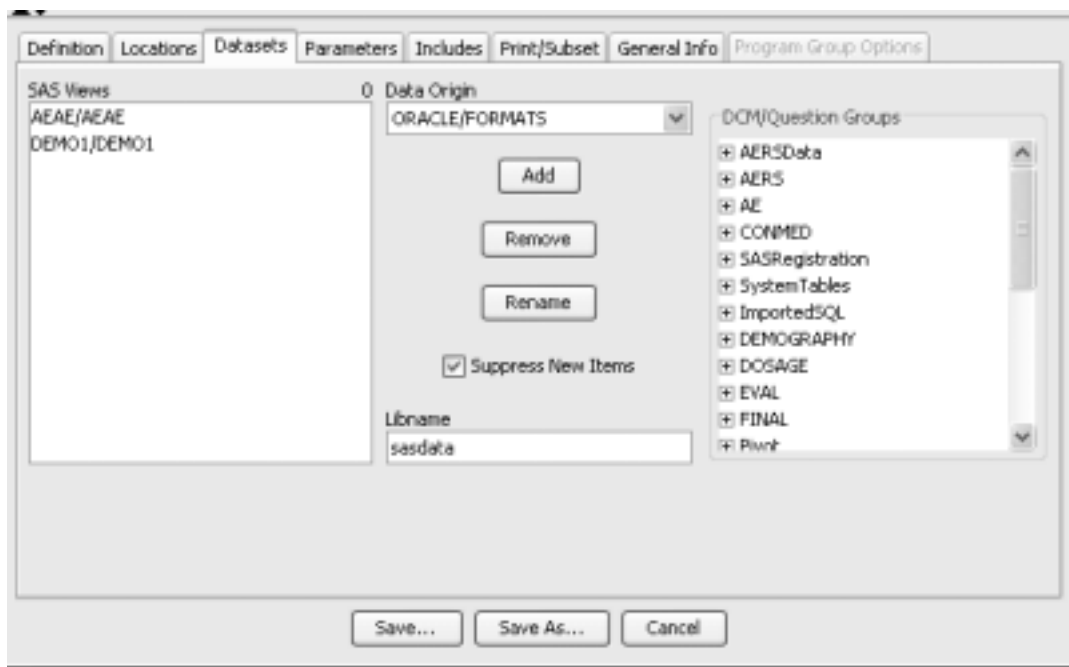 Definition Locations Datasets Parameters Includes Print/Subset General Info Program Group Options
SAS Views 0
AEAE/AEAE
DEMO1/DEMO1
Data Origin
ORACLE/FORMATS
Add
Remove
Rename
Suppress New Items
Libname
sasdata
DCM/Question Groups
AERSData
AERS
AE
CONMED
SASRegistration
SystemTables
ImportedSQL
DEMOGRAPHY
DOSAGE
EVAL
FINAL
Pivot
Save... Save As... Cancel